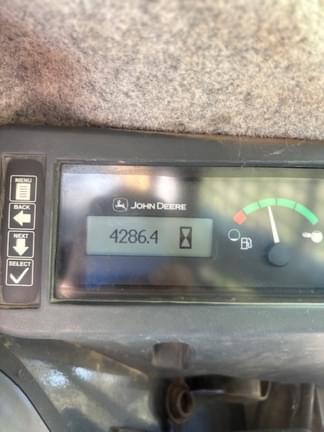 MENU
BACK
NEXT
SELECT
JOHN DEERE
4286.4